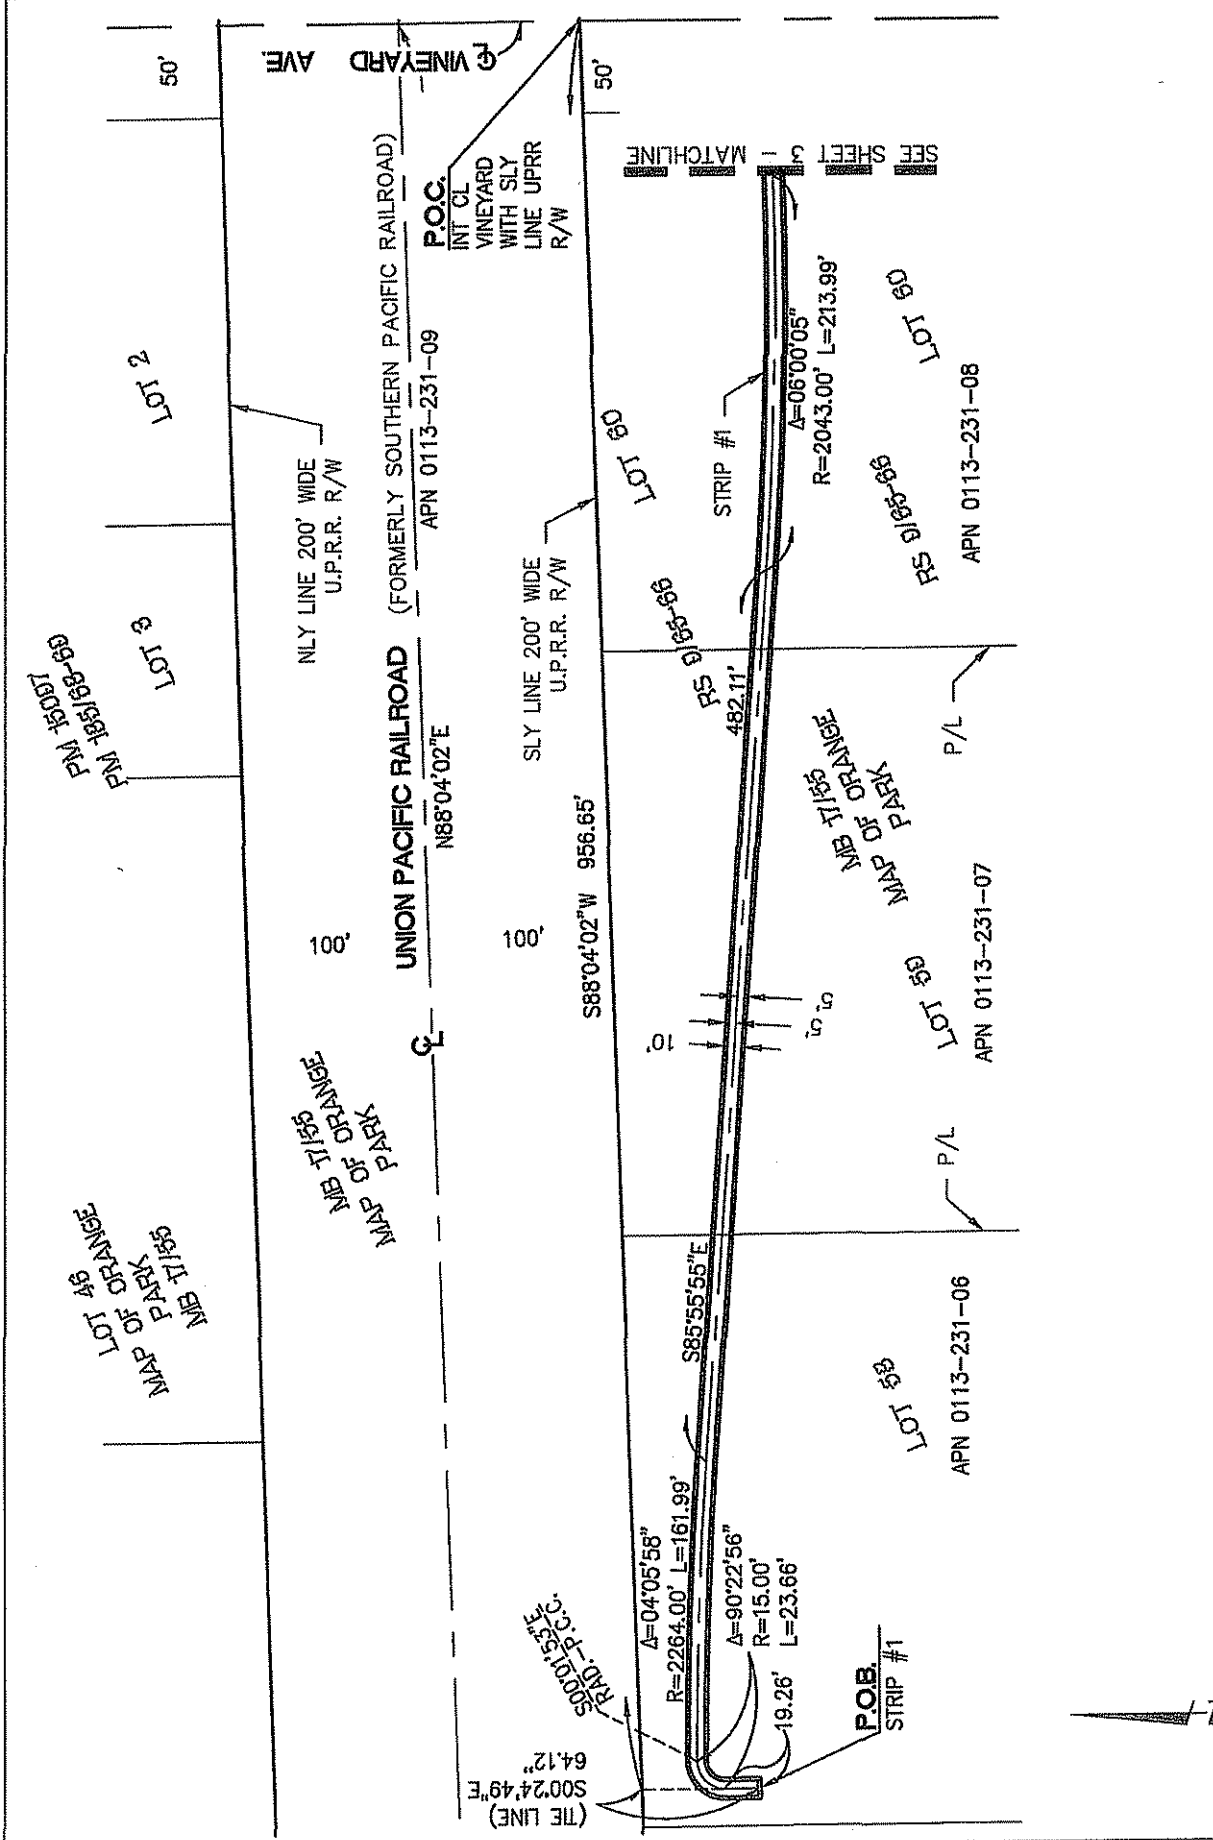 PM 15007
PM 185/68-69
LOT 2
LOT 3
LOT 46
MAP OF ORANGE
PARK
MB 17/55
50'
℄ VINEYARD AVE.
NLY LINE 200' WIDE
U.P.R.R. R/W
UNION PACIFIC RAILROAD (FORMERLY SOUTHERN PACIFIC RAILROAD)
N88°04'02"E
APN 0113-231-09
℄
100'
100'
MB 17/55
MAP OF ORANGE
PARK
P.O.C.
INT CL
VINEYARD
WITH SLY
LINE UPRR
R/W
50'
SLY LINE 200' WIDE
U.P.R.R. R/W
S88°04'02"W 956.65'
SEE SHEET 3 - MATCHLINE
(TIE LINE)
S00°24'49"E
64.12"
S00°01'53"E
RAD.-P.C.C.
Δ=04°05'58"
R=2264.00' L=161.99'
Δ=90°22'56"
R=15.00'
L=23.66'
19.26'
P.O.B.
STRIP #1
S85°55'55"E
482.11'
10'
5'
5'
RS 9/65-66
LOT 60
STRIP #1
Δ=06°00'05"
R=2043.00' L=213.99'
LOT 58
APN 0113-231-06
P/L
LOT 59
APN 0113-231-07
MB 17/55
MAP OF ORANGE
PARK
P/L
RS 9/65-66
LOT 60
APN 0113-231-08